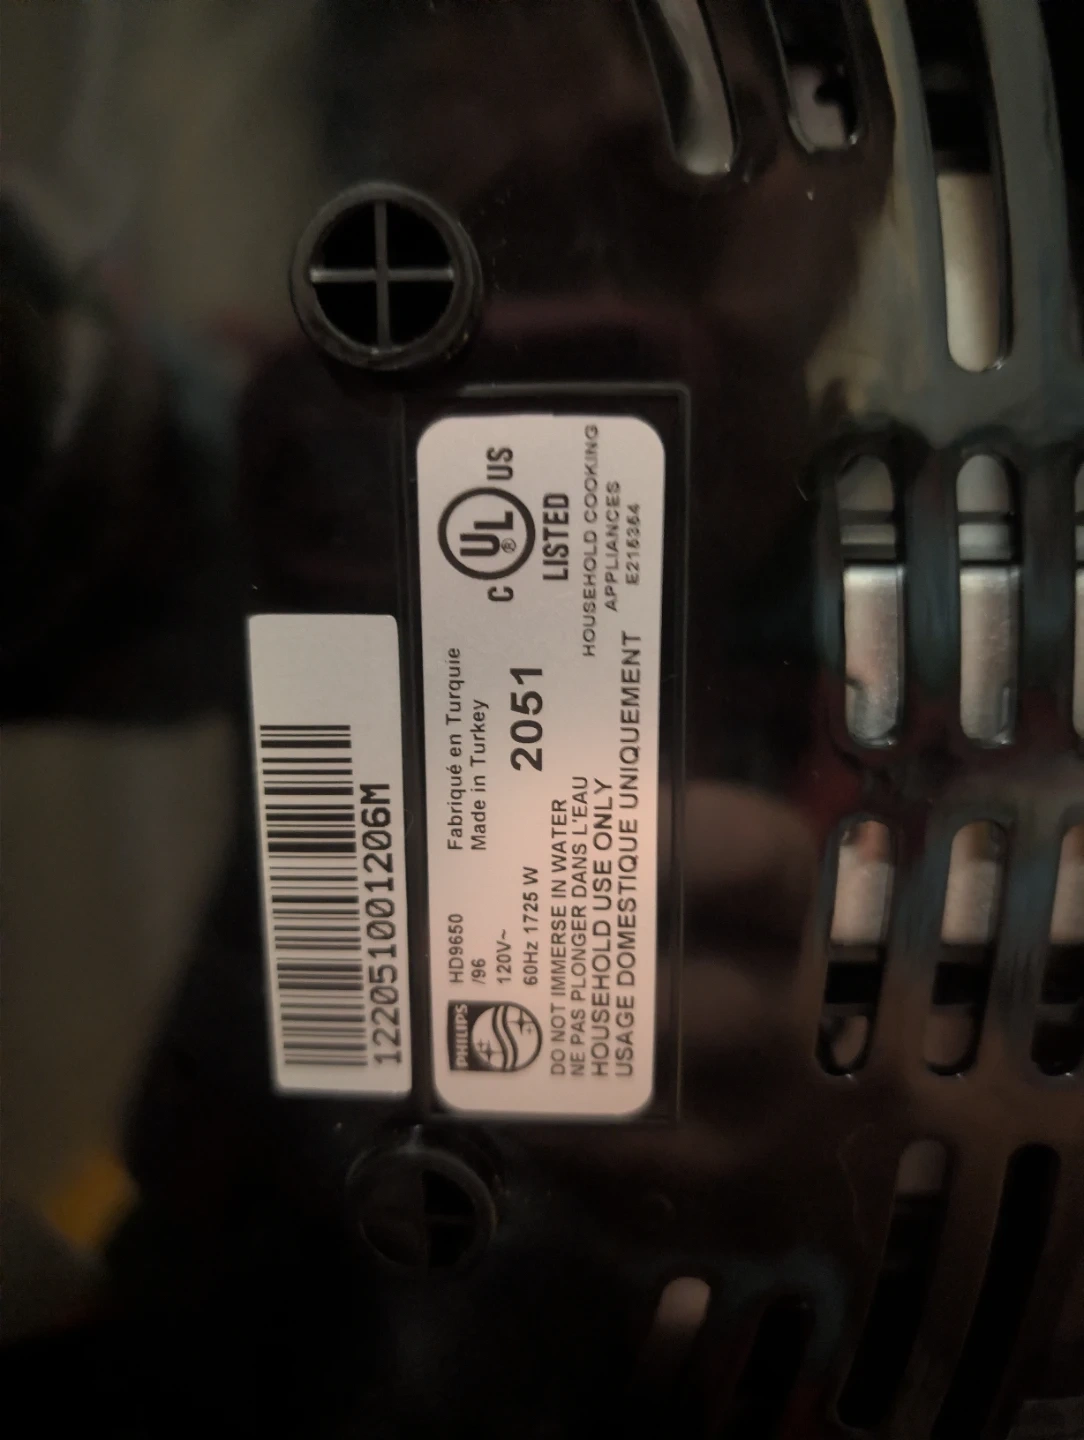 122051001206M
PHILIPS
HD9650
/96
120V~
60Hz 1725 W
Fabriqué en Turquie
Made in Turkey
2051
C UL® US
LISTED
HOUSEHOLD COOKING
APPLIANCES
E215364
DO NOT IMMERSE IN WATER
NE PAS PLONGER DANS L'EAU
HOUSEHOLD USE ONLY
USAGE DOMESTIQUE UNIQUEMENT